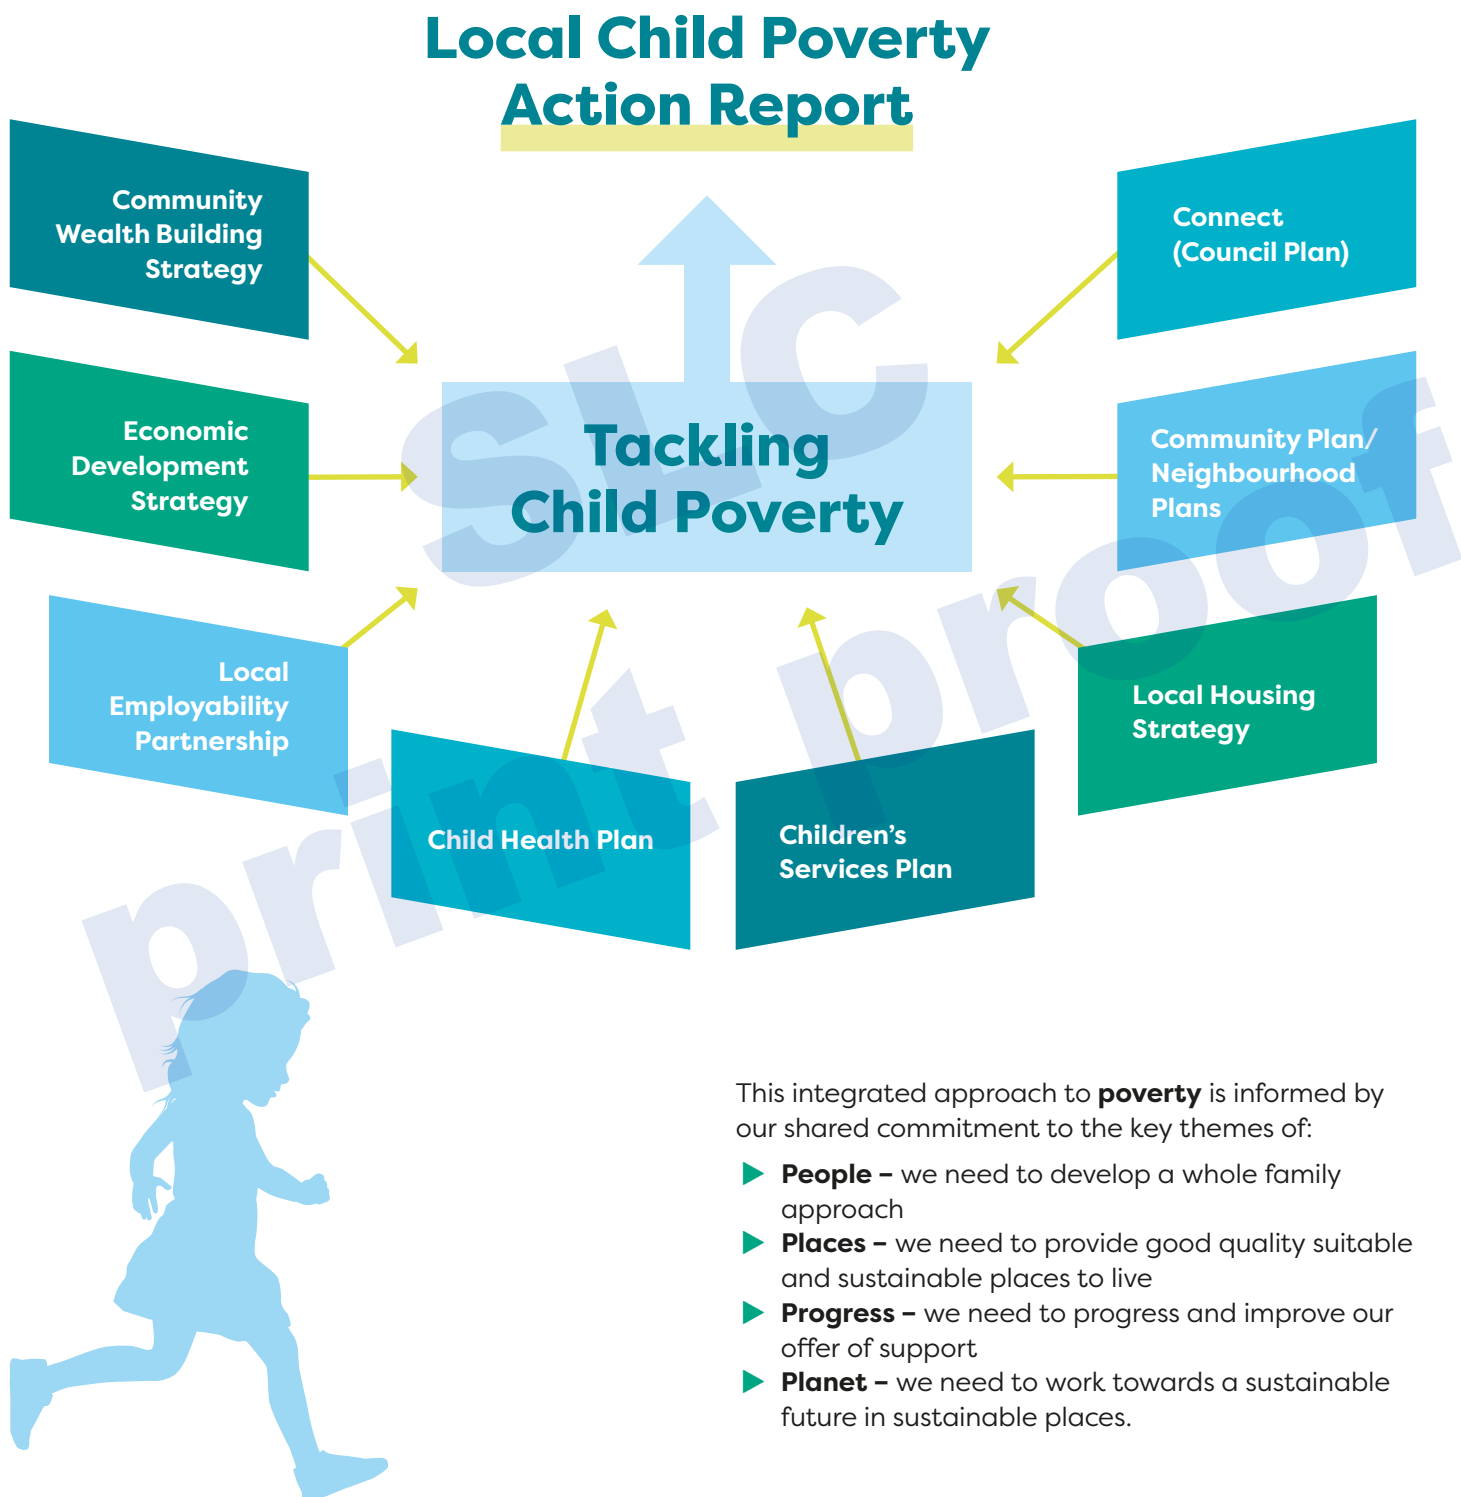 Local Child Poverty
Action Report
Community
Wealth Building
Strategy
Connect
(Council Plan)
Economic
Development
Strategy
Tackling
Child Poverty
Community Plan/
Neighbourhood
Plans
Local
Employability
Partnership
Local Housing
Strategy
Child Health Plan
Children’s
Services Plan
SLC
print proof
This integrated approach to poverty is informed by
our shared commitment to the key themes of:
People – we need to develop a whole family
approach
Places – we need to provide good quality suitable
and sustainable places to live
Progress – we need to progress and improve our
offer of support
Planet – we need to work towards a sustainable
future in sustainable places.